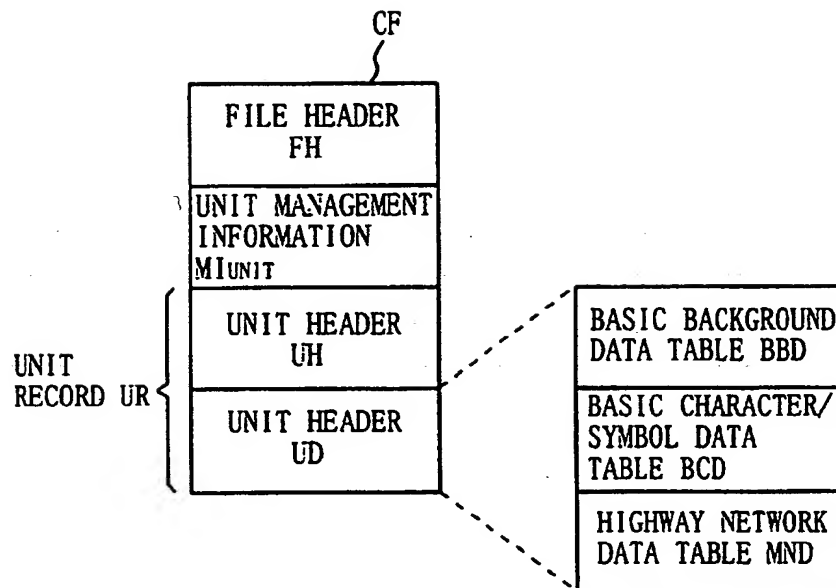 CF
FILE HEADER
FH
UNIT MANAGEMENT
INFORMATION
MIUNIT
UNIT HEADER
UH
UNIT
RECORD UR
UNIT HEADER
UD
BASIC BACKGROUND
DATA TABLE BBD
BASIC CHARACTER/
SYMBOL DATA
TABLE BCD
HIGHWAY NETWORK
DATA TABLE MND